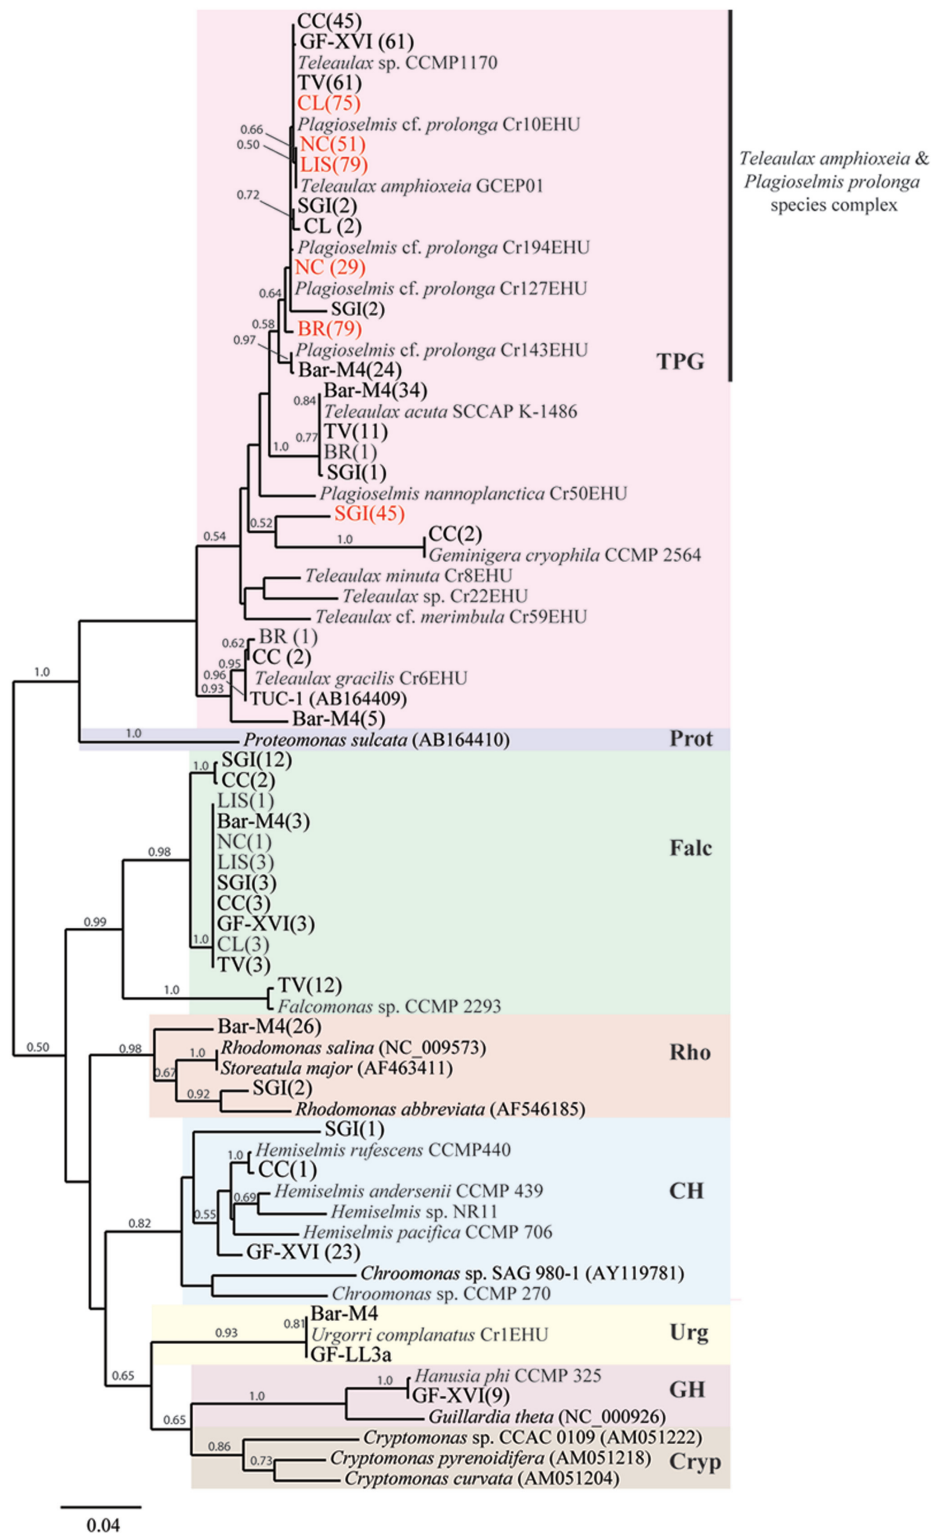 CC(45)
GF-XVI (61)
Teleaulax sp. CCMP1170
TV(61)
CL(75)
Plagioselmis cf. prolonga Cr10EHU
0.66
NC(51)
0.50
LIS(79)
Teleaulax amphioxeia GCEP01
Teleaulax amphioxeia &
Plagioselmis prolonga
species complex
0.72
SGI(2)
CL (2)
Plagioselmis cf. prolonga Cr194EHU
NC (29)
Plagioselmis cf. prolonga Cr127EHU
0.64
SGI(2)
0.58
BR(79)
0.97
Plagioselmis cf. prolonga Cr143EHU
TPG
Bar-M4(24)
Bar-M4(34)
0.84
Teleaulax acuta SCCAP K-1486
TV(11)
0.77
1.0
BR(1)
SGI(1)
Plagioselmis nannoplanctica Cr50EHU
SGI(45)
0.52
CC(2)
0.54
1.0
Geminigera cryophila CCMP 2564
Teleaulax minuta Cr8EHU
Teleaulax sp. Cr22EHU
Teleaulax cf. merimbula Cr59EHU
BR (1)
0.62
CC (2)
0.95
1.0
0.96
Teleaulax gracilis Cr6EHU
0.93
TUC-1 (AB164409)
Bar-M4(5)
1.0
Proteomonas sulcata (AB164410)
Prot
SGI(12)
1.0
CC(2)
LIS(1)
Bar-M4(3)
NC(1)
Falc
0.98
LIS(3)
SGI(3)
CC(3)
0.99
GF-XVI(3)
1.0
CL(3)
TV(3)
TV(12)
1.0
Falcomonas sp. CCMP 2293
Bar-M4(26)
0.50
0.98
1.0
Rhodomonas salina (NC_009573)
Rho
Storeatula major (AF463411)
0.67
SGI(2)
0.92
Rhodomonas abbreviata (AF546185)
SGI(1)
Hemiselmis rufescens CCMP440
1.0
CC(1)
Hemiselmis andersenii CCMP 439
CH
0.69
Hemiselmis sp. NR11
0.82
0.55
Hemiselmis pacifica CCMP 706
GF-XVI (23)
Chroomonas sp. SAG 980-1 (AY119781)
Chroomonas sp. CCMP 270
Bar-M4
0.81
0.93
Urgorri complanatus Cr1EHU
Urg
GF-LL3a
0.65
Hanusia phi CCMP 325
1.0
1.0
GF-XVI(9)
GH
Guillardia theta (NC_000926)
0.65
Cryptomonas sp. CCAC 0109 (AM051222)
0.86
Cryptomonas pyrenoidifera (AM051218)
0.73
Cryp
Cryptomonas curvata (AM051204)
0.04